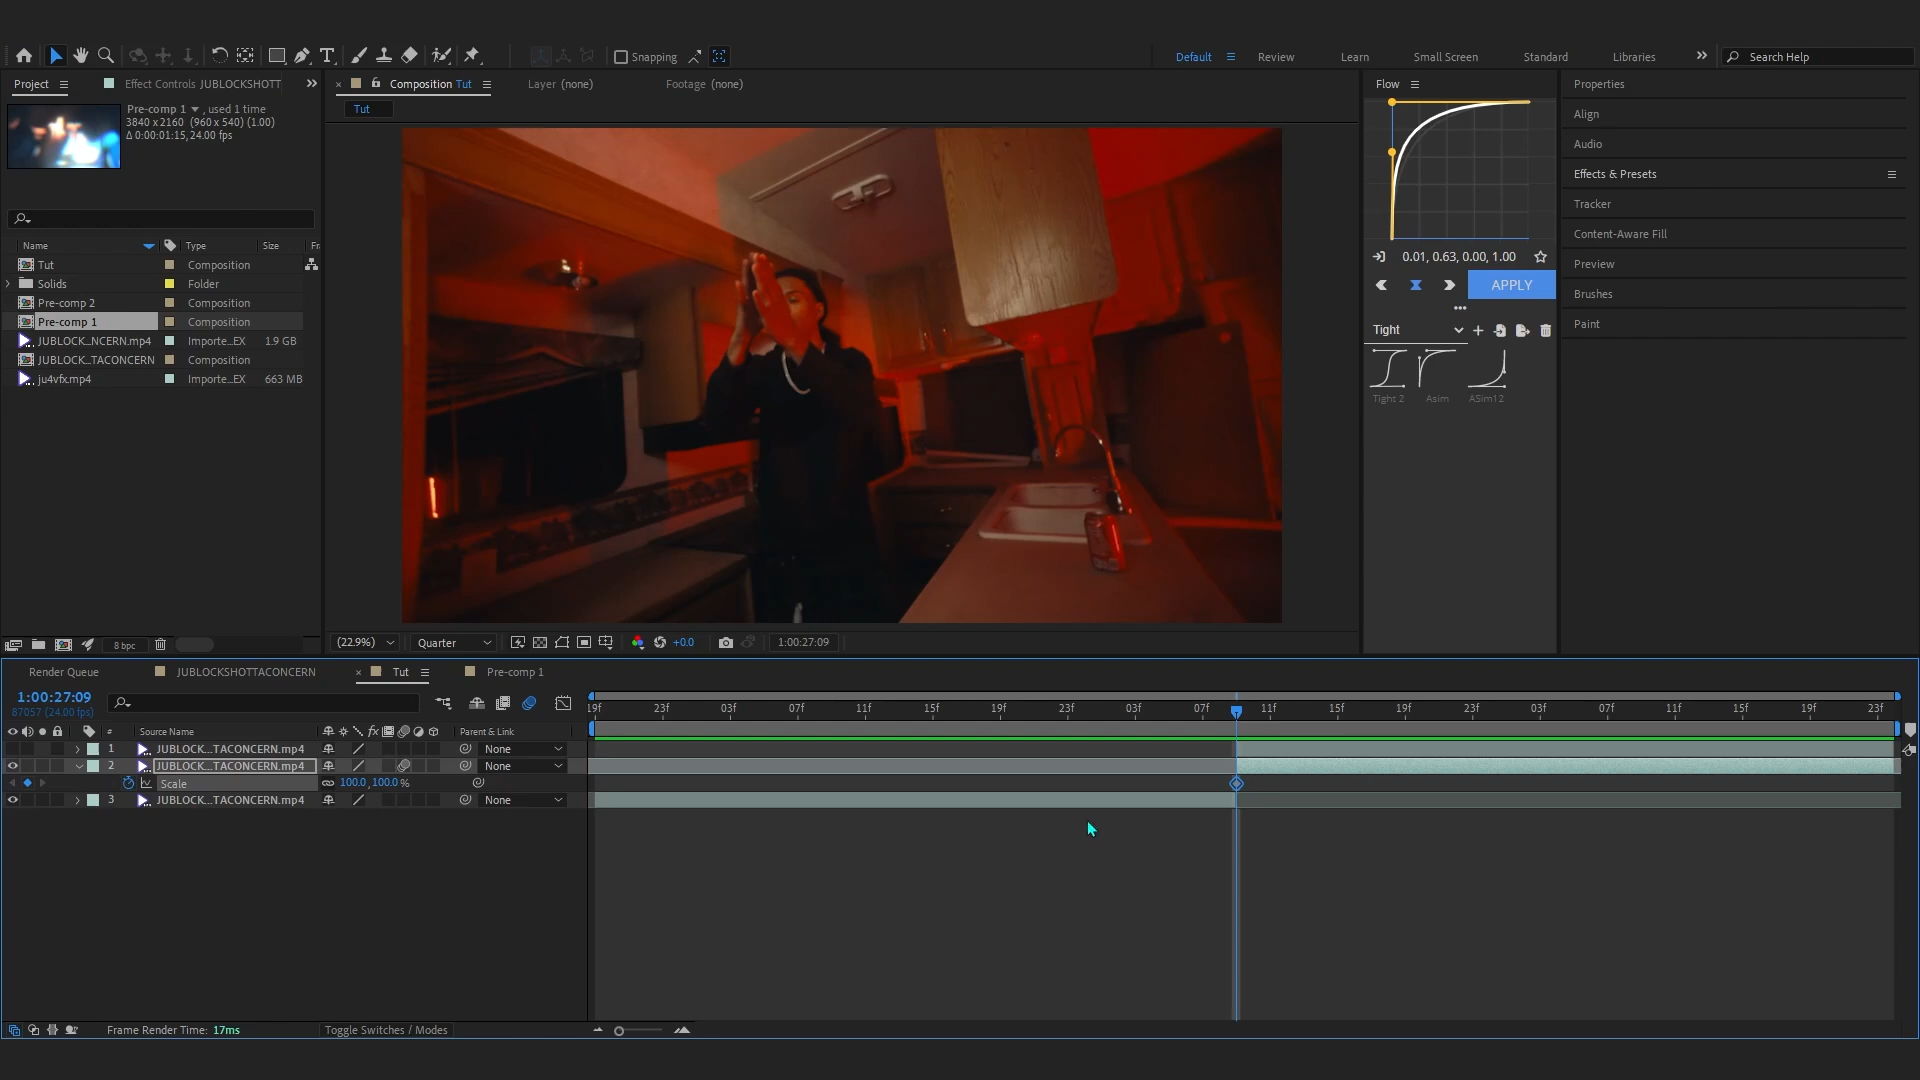 Snapping
Default
Review
Learn
Small Screen
Standard
Libraries
Search Help
Project
Effect Controls JUBLOCKSHOTT
Composition Tut
Layer (none)
Footage (none)
Flow
Properties
Pre-comp 1 , used 1 time
3840 x 2160 (960 x 540) (1.00)
Δ 0:00:01:15, 24.00 fps
Tut
Align
Audio
Effects & Presets
Tracker
Content-Aware Fill
Preview
Brushes
Paint
0.01, 0.63, 0.00, 1.00
APPLY
Tight
Tight 2
Asim
ASim12
Name
Type
Size
Fr
Tut Composition
Solids Folder
Pre-comp 2 Composition
Pre-comp 1 Composition
JUBLOCK...NCERN.mp4 Importe...EX 1.9 GB
JUBLOCK...TACONCERN Composition
ju4vfx.mp4 Importe...EX 663 MB
8 bpc
(22.9%)
Quarter
+0.0
1:00:27:09
Render Queue
JUBLOCKSHOTTACONCERN
Tut
Pre-comp 1
1:00:27:09
87057 (24.00 fps)
19f 23f 03f 07f 11f 15f 19f 23f 03f 07f 11f 15f 19f 23f 03f 07f 11f 15f 19f 23f
# Source Name fx Parent & Link
1 JUBLOCK...TACONCERN.mp4 None
2 JUBLOCK...TACONCERN.mp4 None
Scale 100.0, 100.0 %
3 JUBLOCK...TACONCERN.mp4 None
Frame Render Time: 17ms
Toggle Switches / Modes